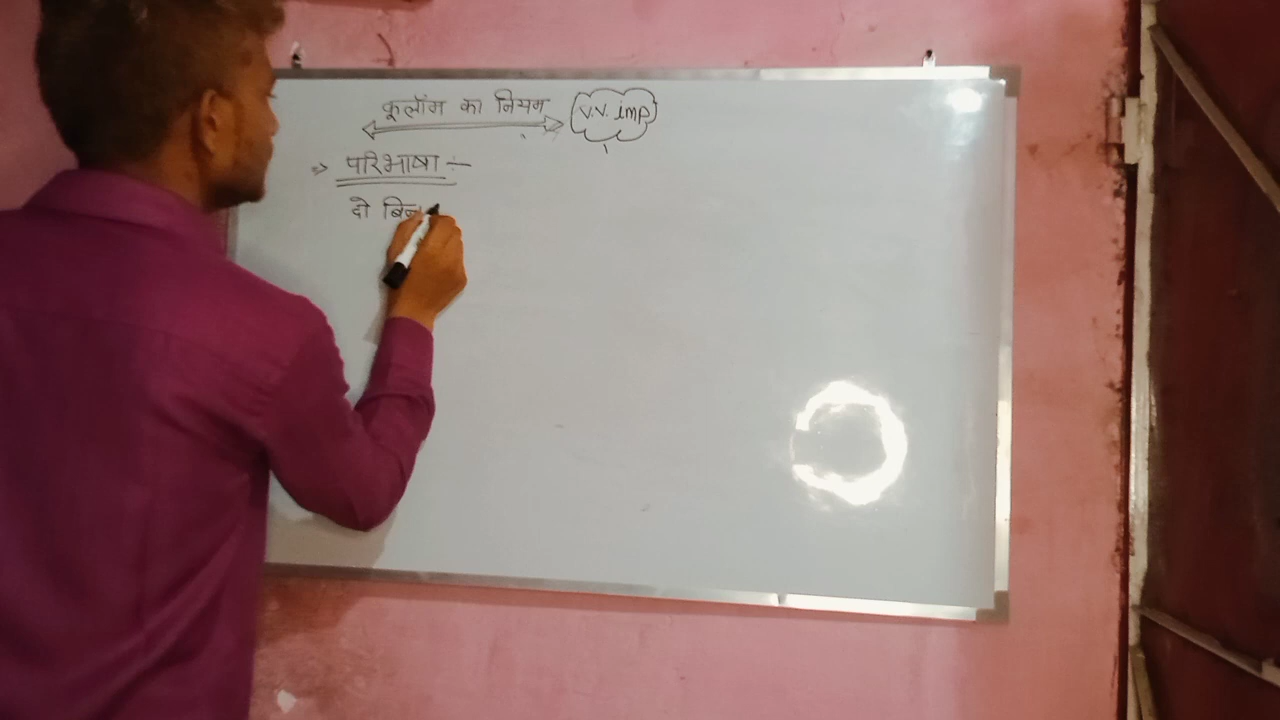 कूलॉम का नियम V.V. imp
⇒ परिभाषा :-
दो बिन